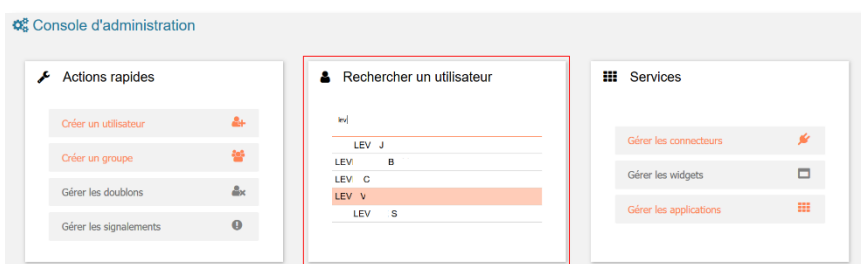 Console d'administration
Actions rapides
Créer un utilisateur
Créer un groupe
Gérer les doublons
Gérer les signalements
Rechercher un utilisateur
lev
LEV J
LEV B
LEV C
LEV V
LEV S
Services
Gérer les connecteurs
Gérer les widgets
Gérer les applications